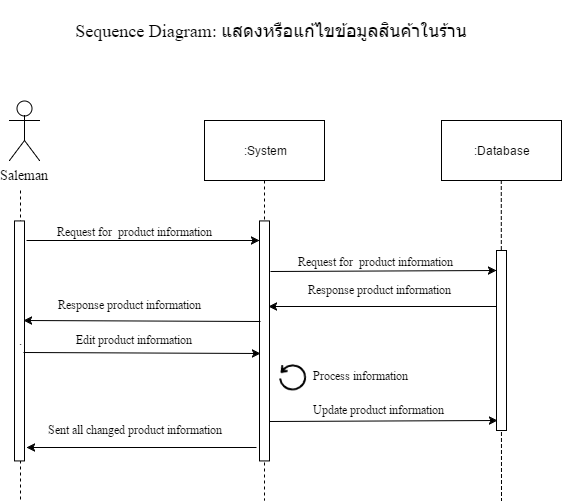 Sequence Diagram: แสดงหรือแก้ไขข้อมูลสินค้าในร้าน
:System
:Database
Saleman
Request for product information
Request for product information
Response product information
Response product information
Edit product information
Process information
Update product information
Sent all changed product information